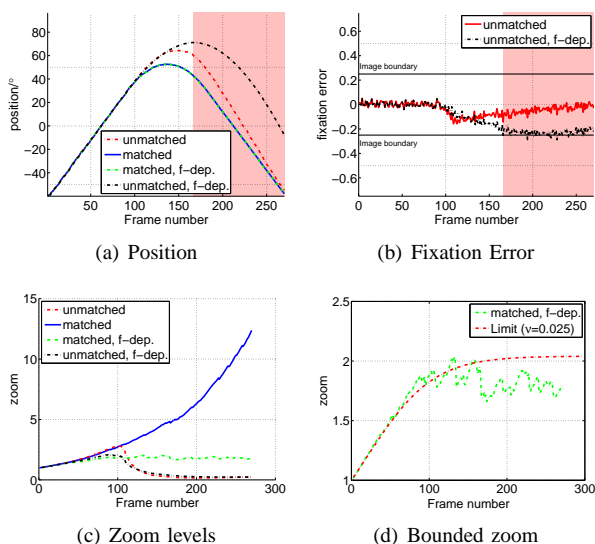 position/°
80
60
40
20
0
−20
−40
unmatched
matched
matched, f−dep.
unmatched, f−dep.
50
100
150
200
250
Frame number
(a) Position
fixation error
0.6
0.4
0.2
0
−0.2
−0.4
−0.6
unmatched
unmatched, f−dep.
Image boundary
Image boundary
0
50
100
150
200
250
Frame number
(b) Fixation Error
zoom
15
10
5
0
unmatched
matched
matched, f−dep.
unmatched, f−dep.
0
100
200
300
Frame number
(c) Zoom levels
zoom
2.5
2
1.5
1
matched, f−dep.
Limit (ν=0.025)
0
100
200
300
Frame number
(d) Bounded zoom